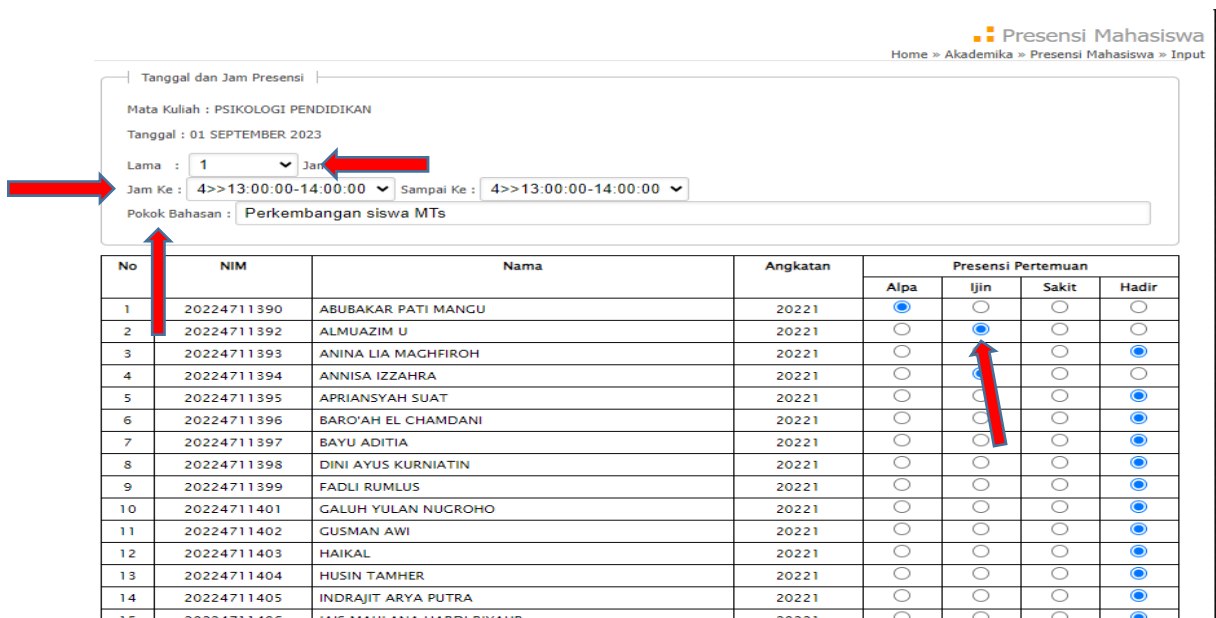 Presensi Mahasiswa
Home » Akademika » Presensi Mahasiswa » Input
Tanggal dan Jam Presensi
Mata Kuliah : PSIKOLOGI PENDIDIKAN
Tanggal : 01 SEPTEMBER 2023
Lama : 1
Jam Ke : 4>>13:00:00-14:00:00 Sampai Ke : 4>>13:00:00-14:00:00
Pokok Bahasan : Perkembangan siswa MTs
No NIM Nama Angkatan Presensi Pertemuan
Alpa Ijin Sakit Hadir
1 20224711390 ABUBAKAR PATI MANGU 20221
2 20224711392 ALMUAZIM U 20221
3 20224711393 ANINA LIA MAGHFIROH 20221
4 20224711394 ANNISA IZZAHRA 20221
5 20224711395 APRIANSYAH SUAT 20221
6 20224711396 BARO'AH EL CHAMDANI 20221
7 20224711397 BAYU ADITIA 20221
8 20224711398 DINI AYUS KURNIATIN 20221
9 20224711399 FADLI RUMLUS 20221
10 20224711401 GALUH YULAN NUGROHO 20221
11 20224711402 GUSMAN AWI 20221
12 20224711403 HAIKAL 20221
13 20224711404 HUSIN TAMHER 20221
14 20224711405 INDRAJIT ARYA PUTRA 20221